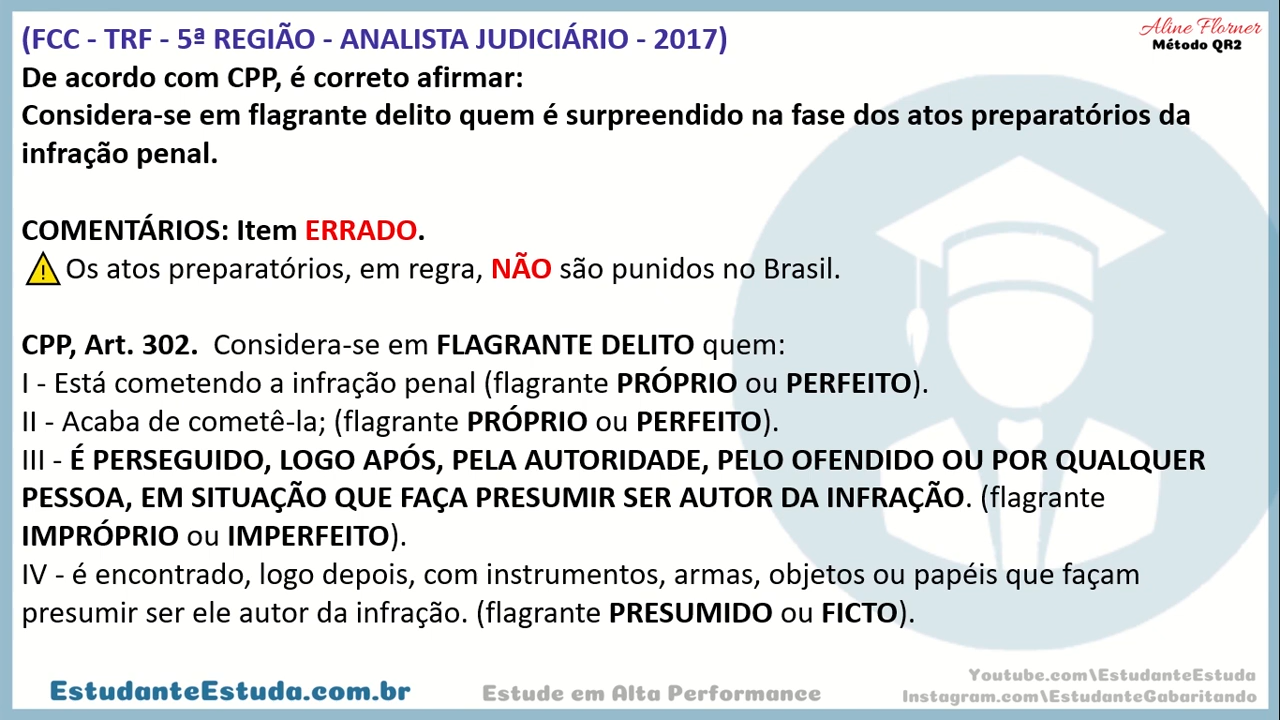 (FCC - TRF - 5ª REGIÃO - ANALISTA JUDICIÁRIO - 2017)
Aline Florner
Método QR2
De acordo com CPP, é correto afirmar:
Considera-se em flagrante delito quem é surpreendido na fase dos atos preparatórios da
infração penal.
COMENTÁRIOS: Item ERRADO.
⚠Os atos preparatórios, em regra, NÃO são punidos no Brasil.
CPP, Art. 302. Considera-se em FLAGRANTE DELITO quem:
I - Está cometendo a infração penal (flagrante PRÓPRIO ou PERFEITO).
II - Acaba de cometê-la; (flagrante PRÓPRIO ou PERFEITO).
III - É PERSEGUIDO, LOGO APÓS, PELA AUTORIDADE, PELO OFENDIDO OU POR QUALQUER
PESSOA, EM SITUAÇÃO QUE FAÇA PRESUMIR SER AUTOR DA INFRAÇÃO. (flagrante
IMPRÓPRIO ou IMPERFEITO).
IV - é encontrado, logo depois, com instrumentos, armas, objetos ou papéis que façam
presumir ser ele autor da infração. (flagrante PRESUMIDO ou FICTO).
EstudanteEstuda.com.br
Estude em Alta Performance
Youtube.com\EstudanteEstuda
Instagram.com\EstudanteGabaritando